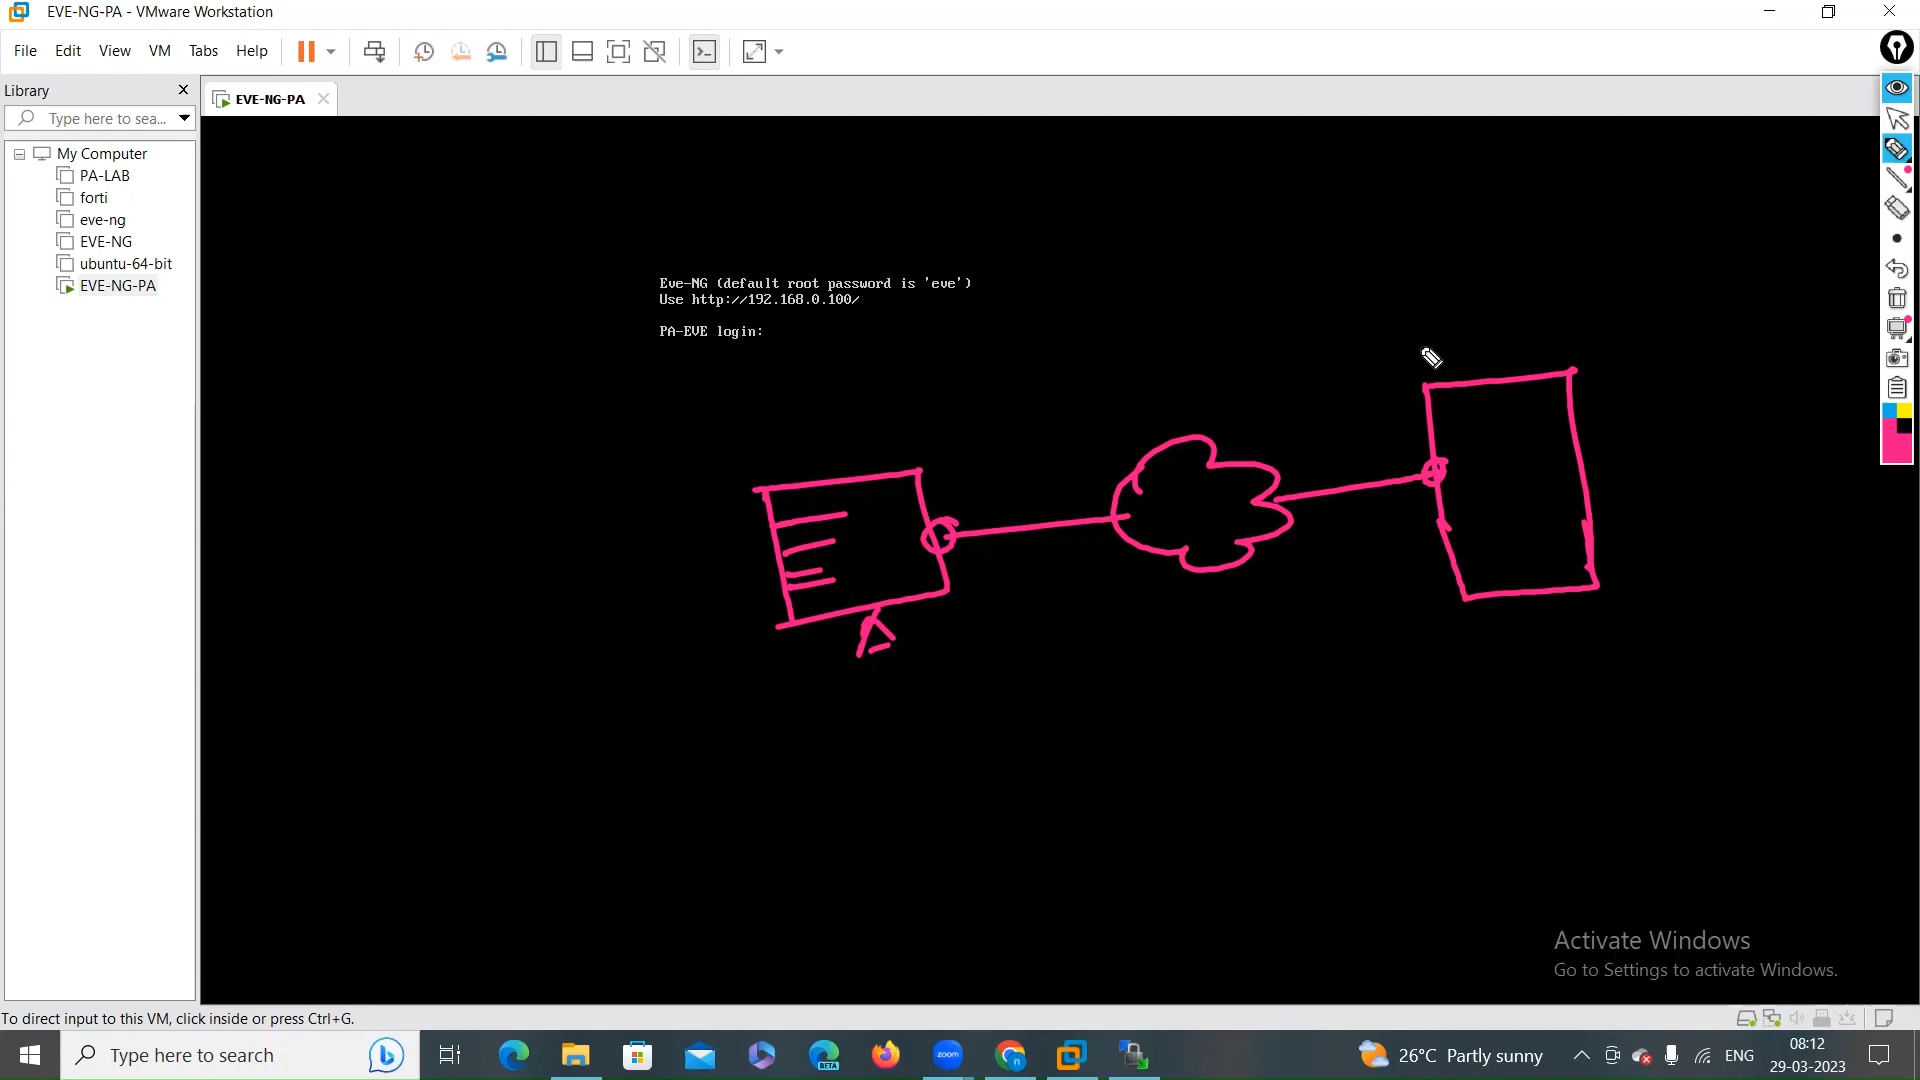 EVE-NG-PA - VMware Workstation
File Edit View VM Tabs Help
Library
Type here to sea...
EVE-NG-PA
My Computer
PA-LAB
forti
eve-ng
EVE-NG
ubuntu-64-bit
EVE-NG-PA
Eve-NG (default root password is 'eve')
Use http://192.168.0.100/
PA-EVE login:
Activate Windows
Go to Settings to activate Windows.
To direct input to this VM, click inside or press Ctrl+G.
Type here to search
BETA
zoom
n
26°C Partly sunny
ENG
08:12
29-03-2023